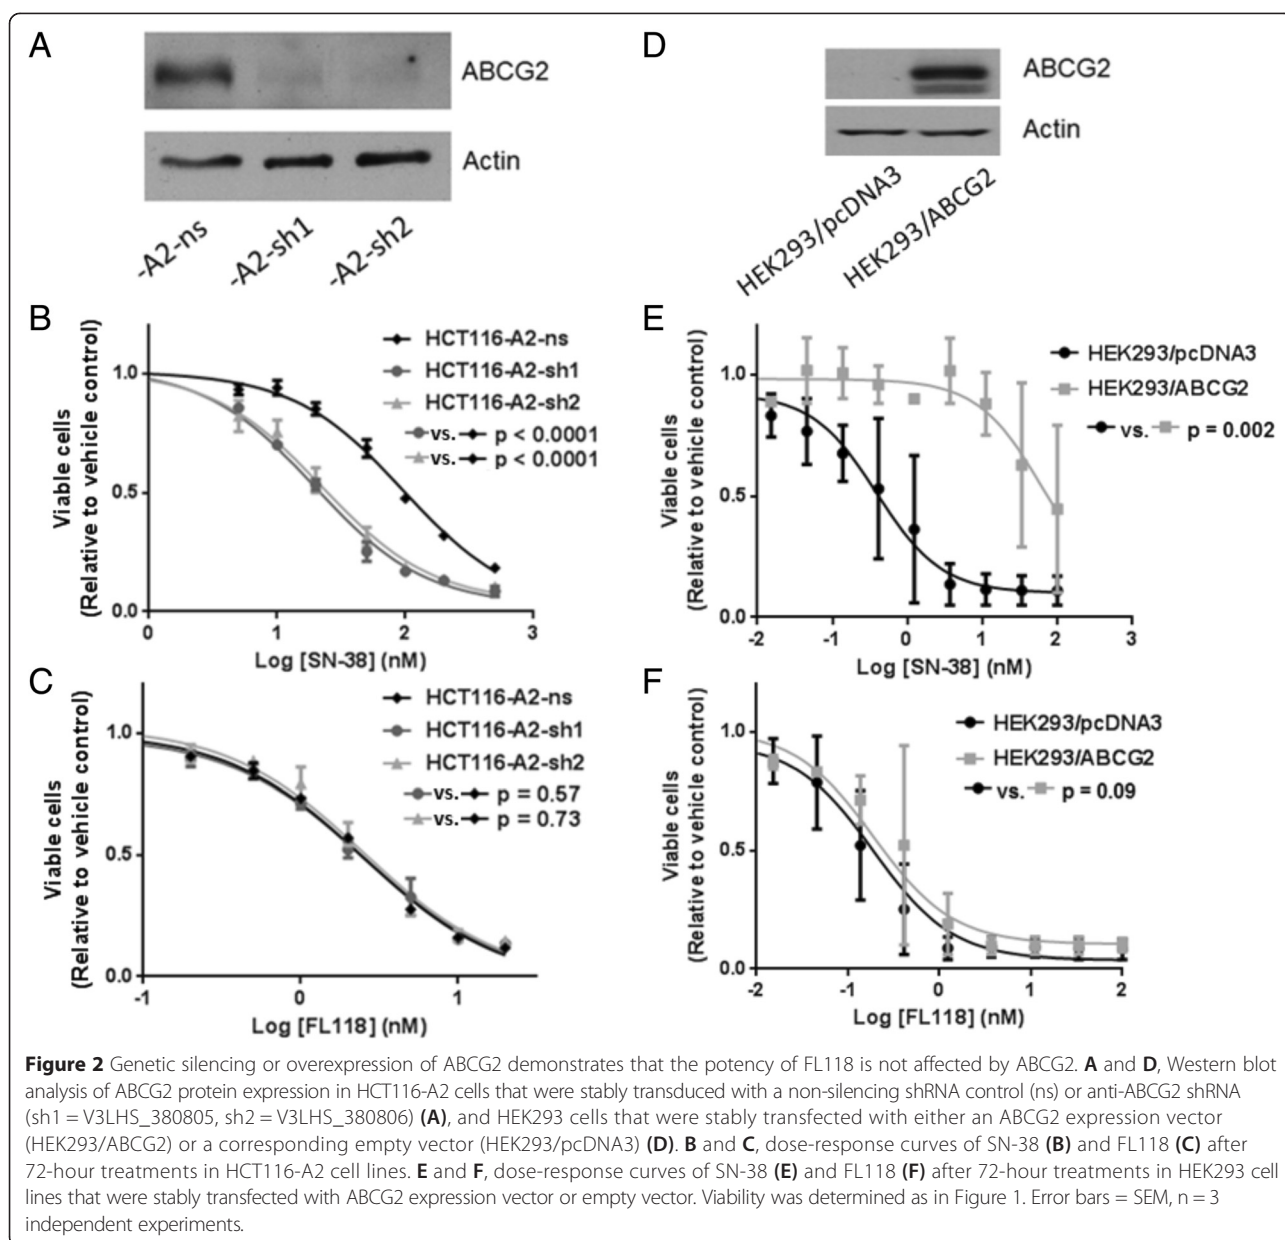 A
ABCG2
Actin
-A2-ns
-A2-sh1
-A2-sh2
D
ABCG2
Actin
HEK293/pcDNA3
HEK293/ABCG2
B
Viable cells
(Relative to vehicle control)
1.0
0.5
0.0
0 1 2 3
Log [SN-38] (nM)
HCT116-A2-ns
HCT116-A2-sh1
HCT116-A2-sh2
vs. p < 0.0001
vs. p < 0.0001
E
Viable cells
(Relative to vehicle control)
1.0
0.5
0.0
-2 -1 0 1 2 3
Log [SN-38] (nM)
HEK293/pcDNA3
HEK293/ABCG2
vs. p = 0.002
C
Viable cells
(Relative to vehicle control)
1.0
0.5
0.0
-1 0 1
Log [FL118] (nM)
HCT116-A2-ns
HCT116-A2-sh1
HCT116-A2-sh2
vs. p = 0.57
vs. p = 0.73
F
Viable cells
(Relative to vehicle control)
1.0
0.5
0.0
-2 -1 0 1 2
Log [FL118] (nM)
HEK293/pcDNA3
HEK293/ABCG2
vs. p = 0.09
Figure 2 Genetic silencing or overexpression of ABCG2 demonstrates that the potency of FL118 is not affected by ABCG2. A and D, Western blot
analysis of ABCG2 protein expression in HCT116-A2 cells that were stably transduced with a non-silencing shRNA control (ns) or anti-ABCG2 shRNA
(sh1 = V3LHS_380805, sh2 = V3LHS_380806) (A), and HEK293 cells that were stably transfected with either an ABCG2 expression vector
(HEK293/ABCG2) or a corresponding empty vector (HEK293/pcDNA3) (D). B and C, dose-response curves of SN-38 (B) and FL118 (C) after
72-hour treatments in HCT116-A2 cell lines. E and F, dose-response curves of SN-38 (E) and FL118 (F) after 72-hour treatments in HEK293 cell
lines that were stably transfected with ABCG2 expression vector or empty vector. Viability was determined as in Figure 1. Error bars = SEM, n = 3
independent experiments.